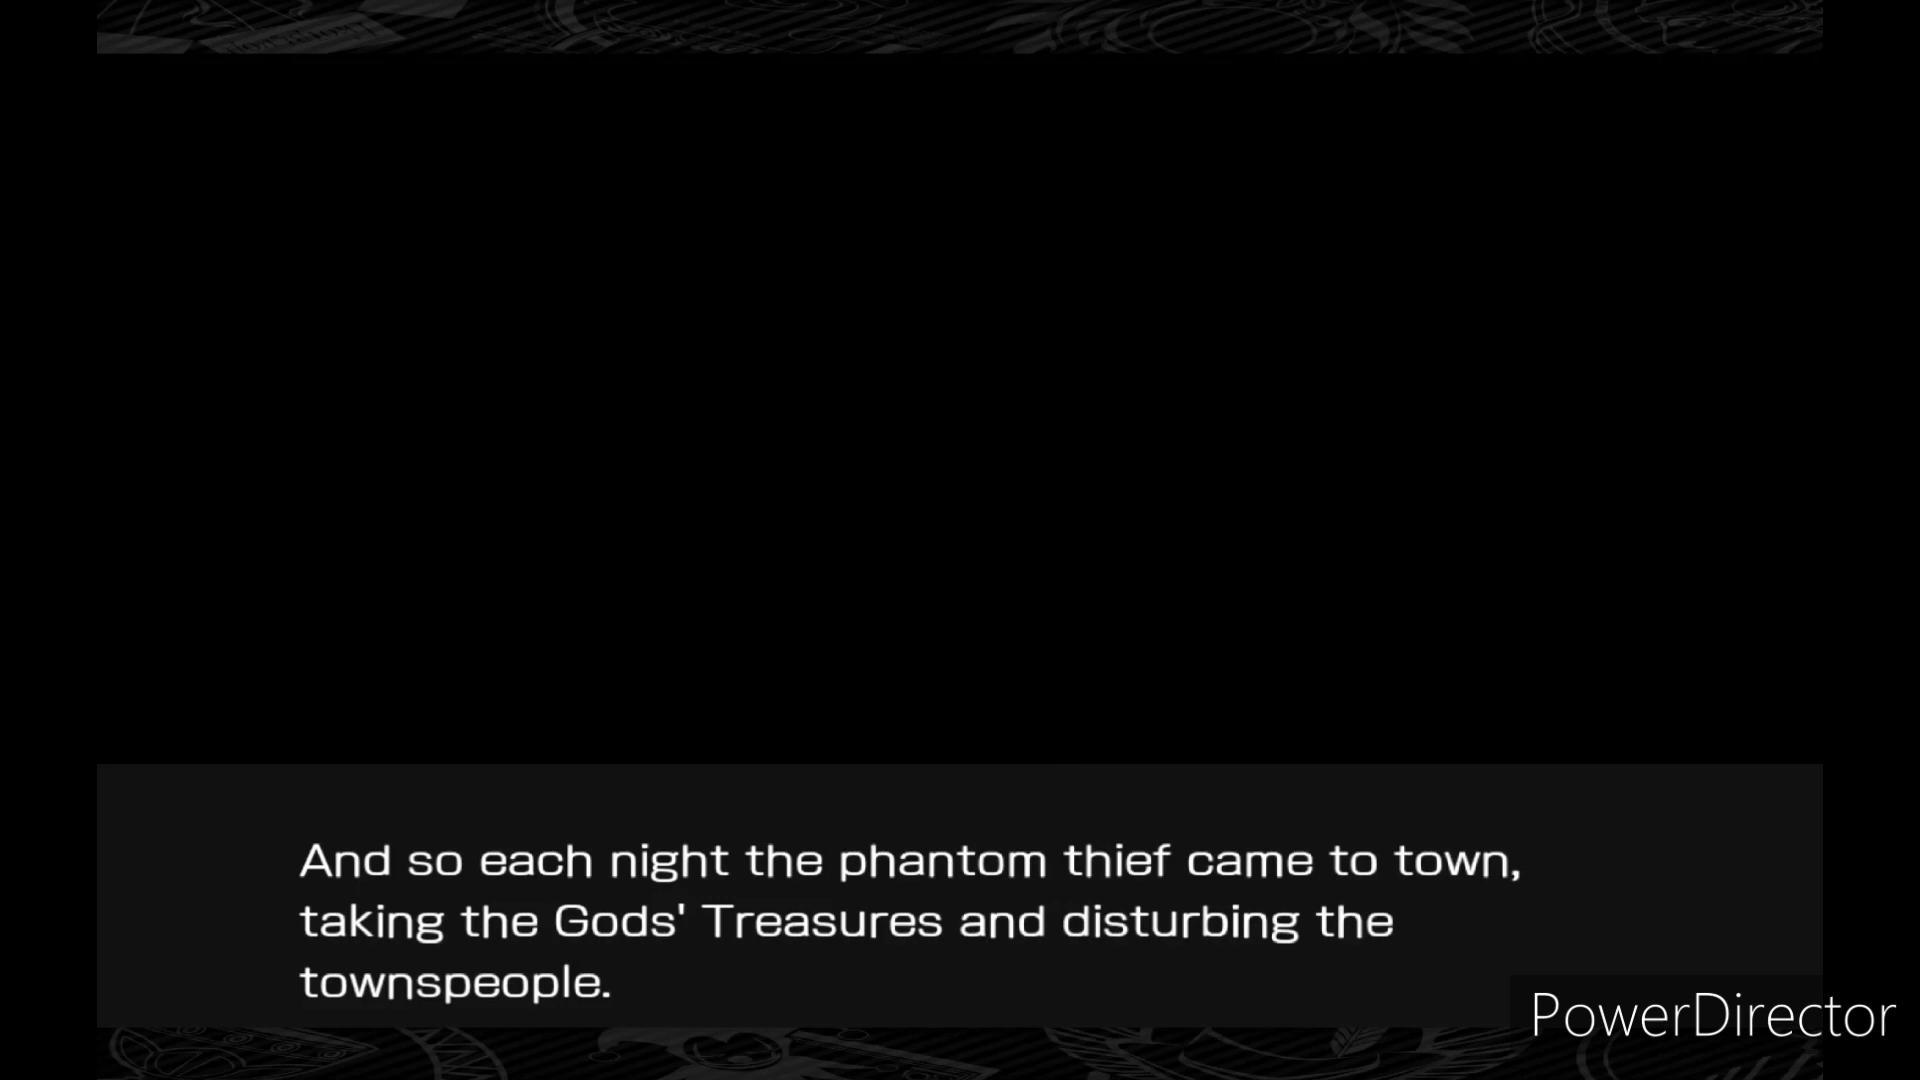 And so each night the phantom thief came to town,
taking the Gods' Treasures and disturbing the
townspeople.
PowerDirector